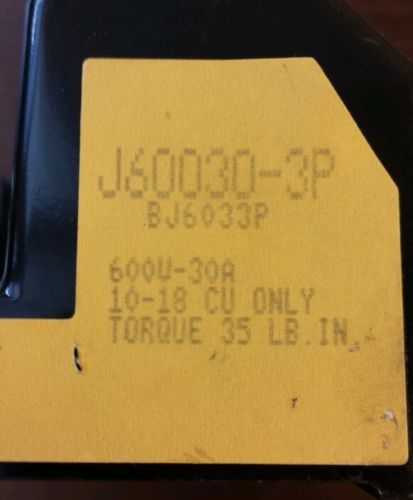 J60030-3P
BJ6033P
600V-30A
10-18 CU ONLY
TORQUE 35 LB.IN.